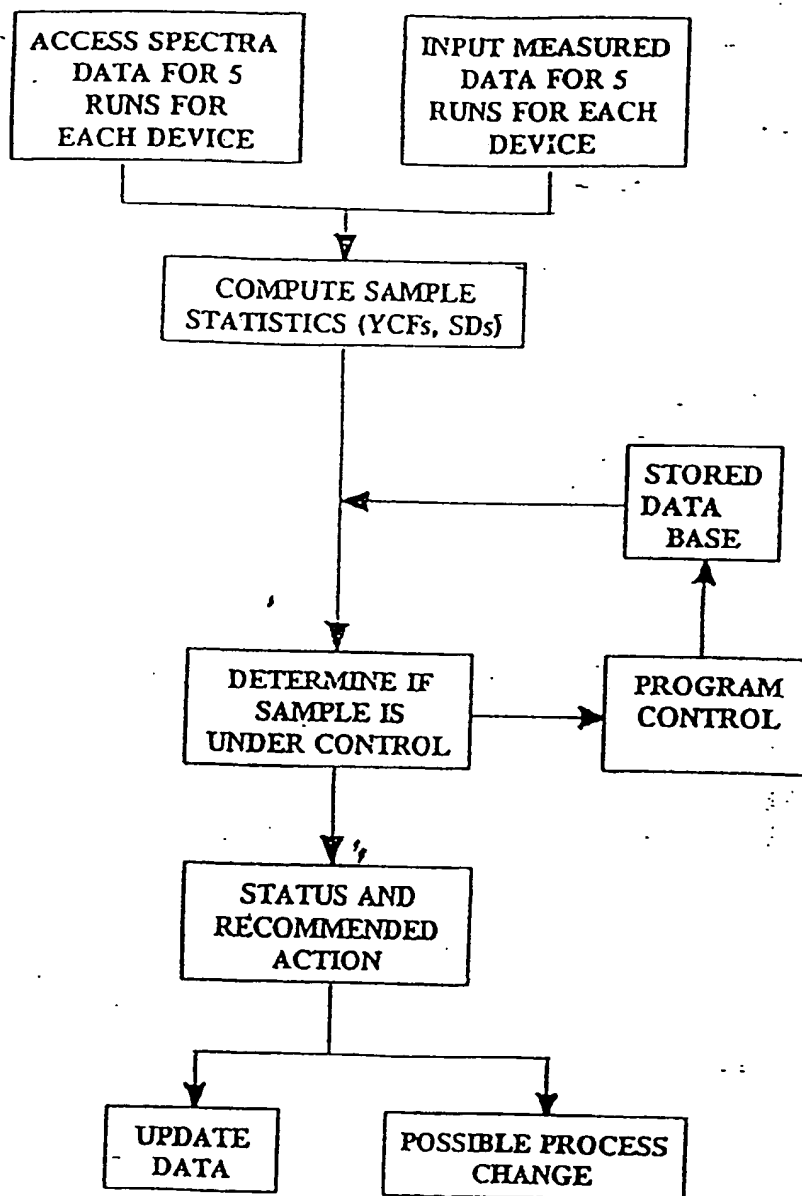 ACCESS SPECTRA
DATA FOR 5
RUNS FOR
EACH DEVICE
INPUT MEASURED
DATA FOR 5
RUNS FOR EACH
DEVICE
COMPUTE SAMPLE
STATISTICS (YCFs, SDs)
STORED
DATA
BASE
DETERMINE IF
SAMPLE IS
UNDER CONTROL
PROGRAM
CONTROL
STATUS AND
RECOMMENDED
ACTION
UPDATE
DATA
POSSIBLE PROCESS
CHANGE